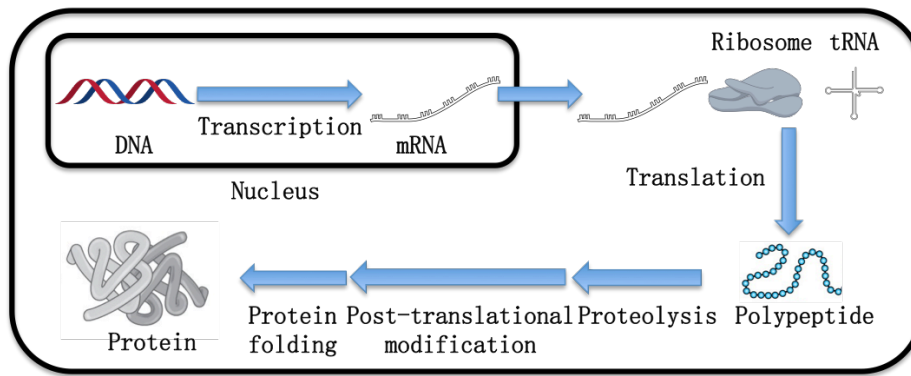 Ribosome tRNA
Transcription
DNA
mRNA
Nucleus
Translation
Protein
Protein folding
Post-translational modification
Proteolysis
Polypeptide